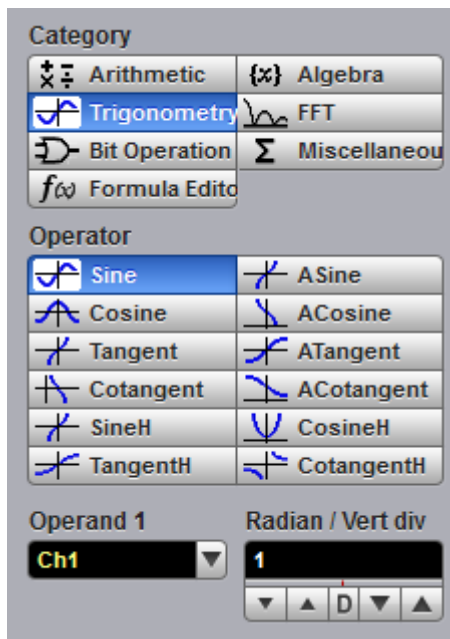 Category
Arithmetic {x} Algebra
Trigonometry FFT
Bit Operation Σ Miscellaneou
f(x) Formula Edito
Operator
Sine ASine
Cosine ACosine
Tangent ATangent
Cotangent ACotangent
SineH CosineH
TangentH CotangentH
Operand 1 Radian / Vert div
Ch1 1
D